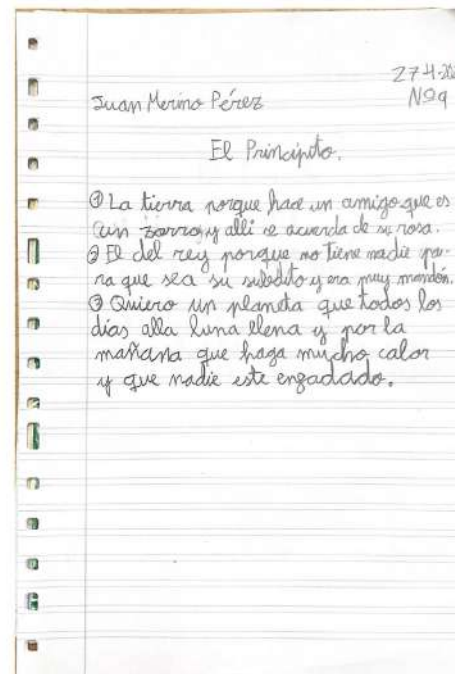 27-4-20
Juan Merino Pérez Nº9
El Principito.
① La tierra porque hace un amigo que es
un zorro, y alli se acuerda de su rosa.
② El del rey porque no tiene nadie pa-
ra que sea su subdito y era muy mandón.
③ Quiero un planeta que todos los
días alla luna llena y por la
mañana que haga mucho calor
y que nadie este engadado.